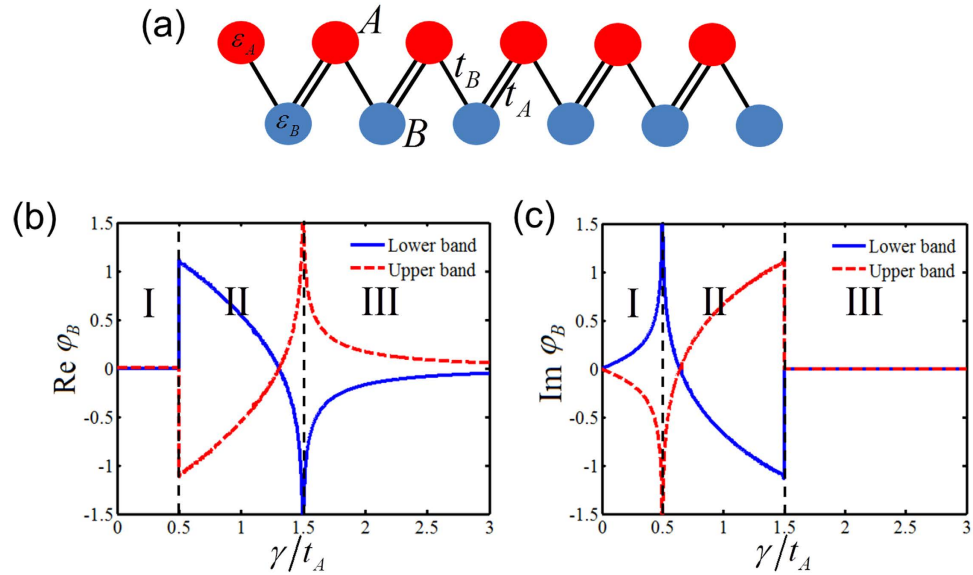 (a)
ε_A
A
t_B
t_A
ε_B
B
(b)
1.5
1
0.5
0
-0.5
-1
-1.5
Re φ_B
Lower band
Upper band
I
II
III
0
0.5
1
1.5
2
2.5
3
γ/t_A
(c)
1.5
1
0.5
0
-0.5
-1
-1.5
Im φ_B
Lower band
Upper band
I
II
III
0
0.5
1
1.5
2
2.5
3
γ/t_A